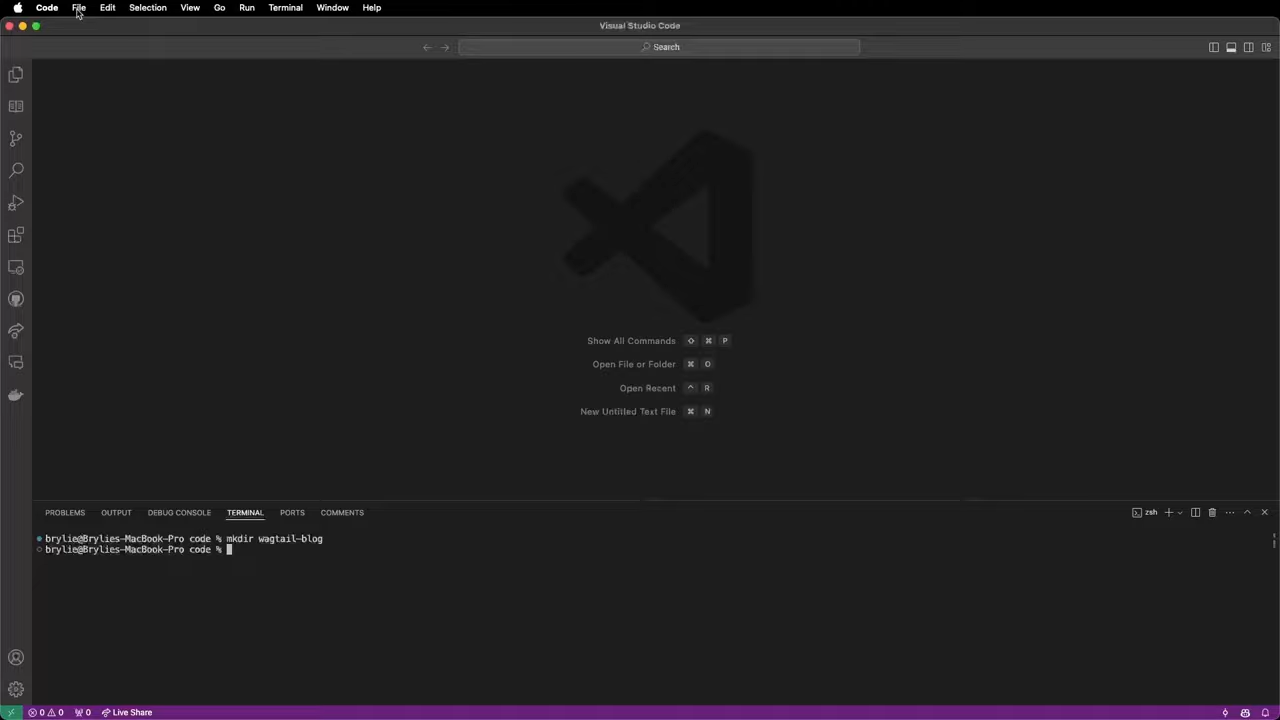 Code File Edit Selection View Go Run Terminal Window Help
Visual Studio Code
Search
Show All Commands ⇧ ⌘ P
Open File or Folder ⌘ O
Open Recent ^ R
New Untitled Text File ⌘ N
PROBLEMS OUTPUT DEBUG CONSOLE TERMINAL PORTS COMMENTS
zsh
brylie@Brylies-MacBook-Pro code % mkdir wagtail-blog
brylie@Brylies-MacBook-Pro code %
0 0 0 Live Share